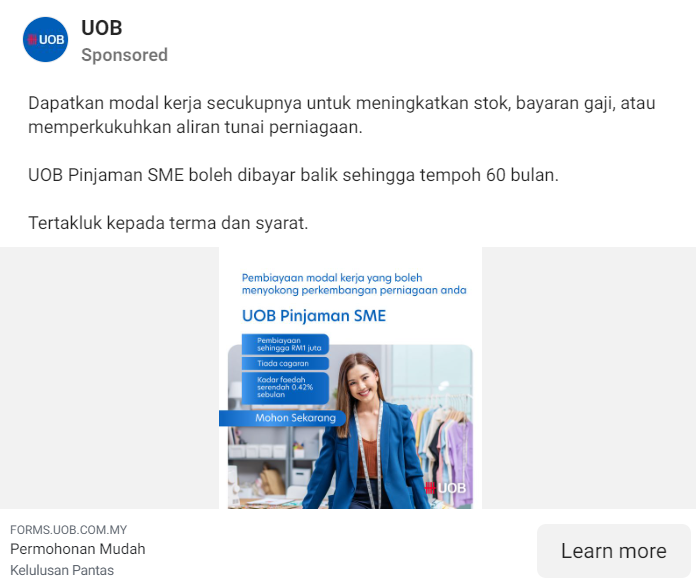 UOB
UOB
Sponsored
Dapatkan modal kerja secukupnya untuk meningkatkan stok, bayaran gaji, atau
memperkukuhkan aliran tunai perniagaan.
UOB Pinjaman SME boleh dibayar balik sehingga tempoh 60 bulan.
Tertakluk kepada terma dan syarat.
Pembiayaan modal kerja yang boleh
menyokong perkembangan perniagaan anda
UOB Pinjaman SME
Pembiayaan
sehingga RM1 juta
Tiada cagaran
Kadar faedah
serendah 0.42%
sebulan
Mohon Sekarang
UOB
FORMS.UOB.COM.MY
Permohonan Mudah
Kelulusan Pantas
Learn more